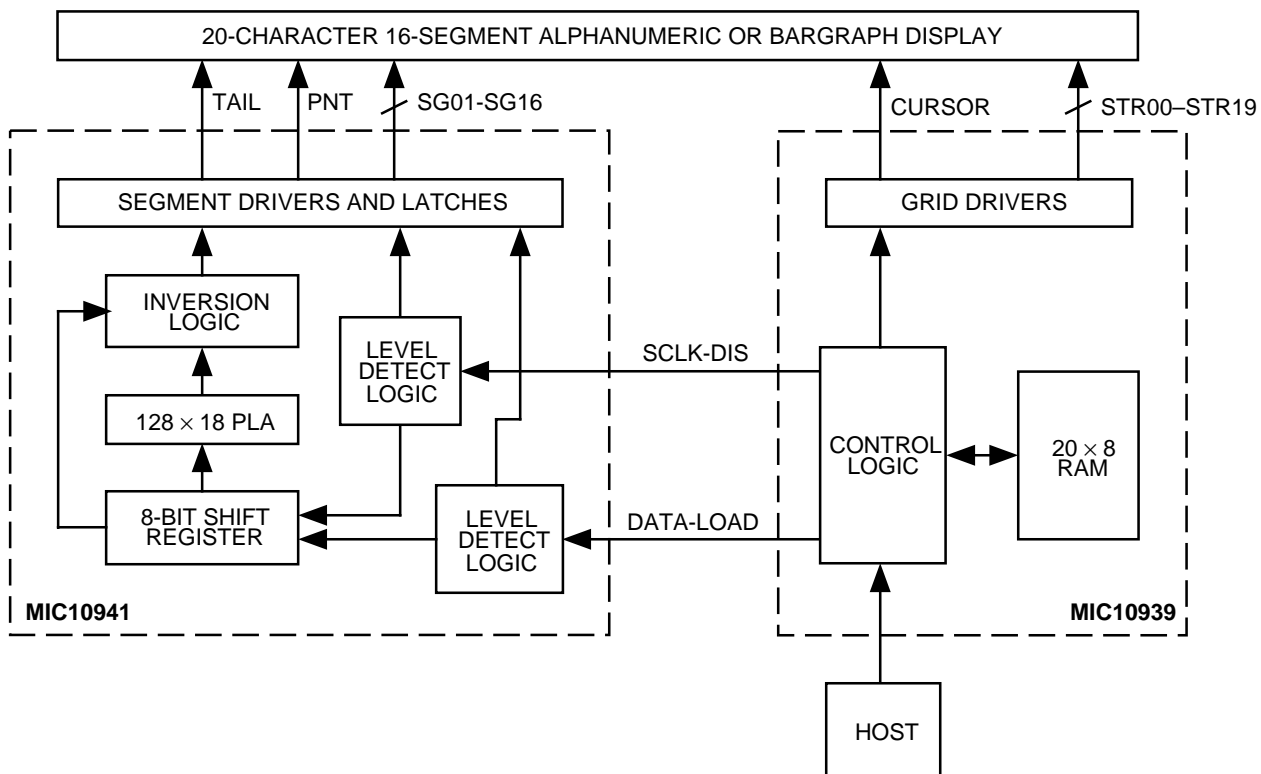 20-CHARACTER 16-SEGMENT ALPHANUMERIC OR BARGRAPH DISPLAY
TAIL
PNT
SG01-SG16
CURSOR
STR00–STR19
SEGMENT DRIVERS AND LATCHES
GRID DRIVERS
INVERSION
LOGIC
LEVEL
DETECT
LOGIC
SCLK-DIS
128 × 18 PLA
CONTROL
LOGIC
20 × 8
RAM
8-BIT SHIFT
REGISTER
LEVEL
DETECT
LOGIC
DATA-LOAD
MIC10941
MIC10939
HOST